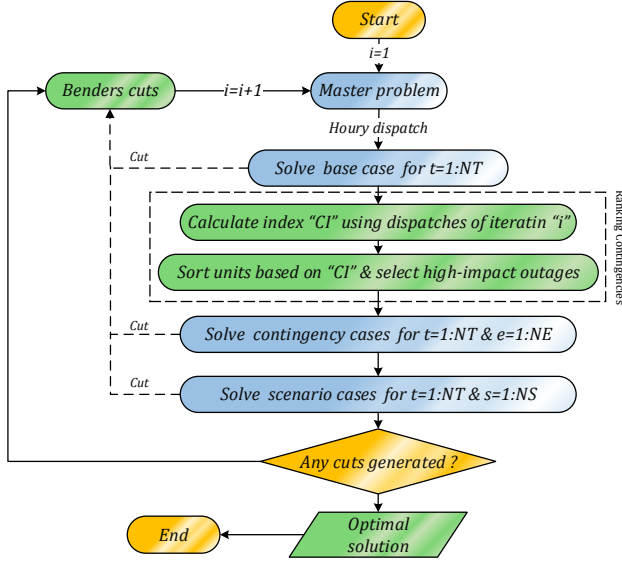 Start
i=1
Benders cuts
i=i+1
Master problem
Houry dispatch
Cut
Solve base case for t=1:NT
Calculate index “CI” using dispatches of iteratin “i”
Sort units based on “CI” & select high-impact outages
Ranking Contingencies
Cut
Solve contingency cases for t=1:NT & e=1:NE
Cut
Solve scenario cases for t=1:NT & s=1:NS
Any cuts generated ?
End
Optimal
solution